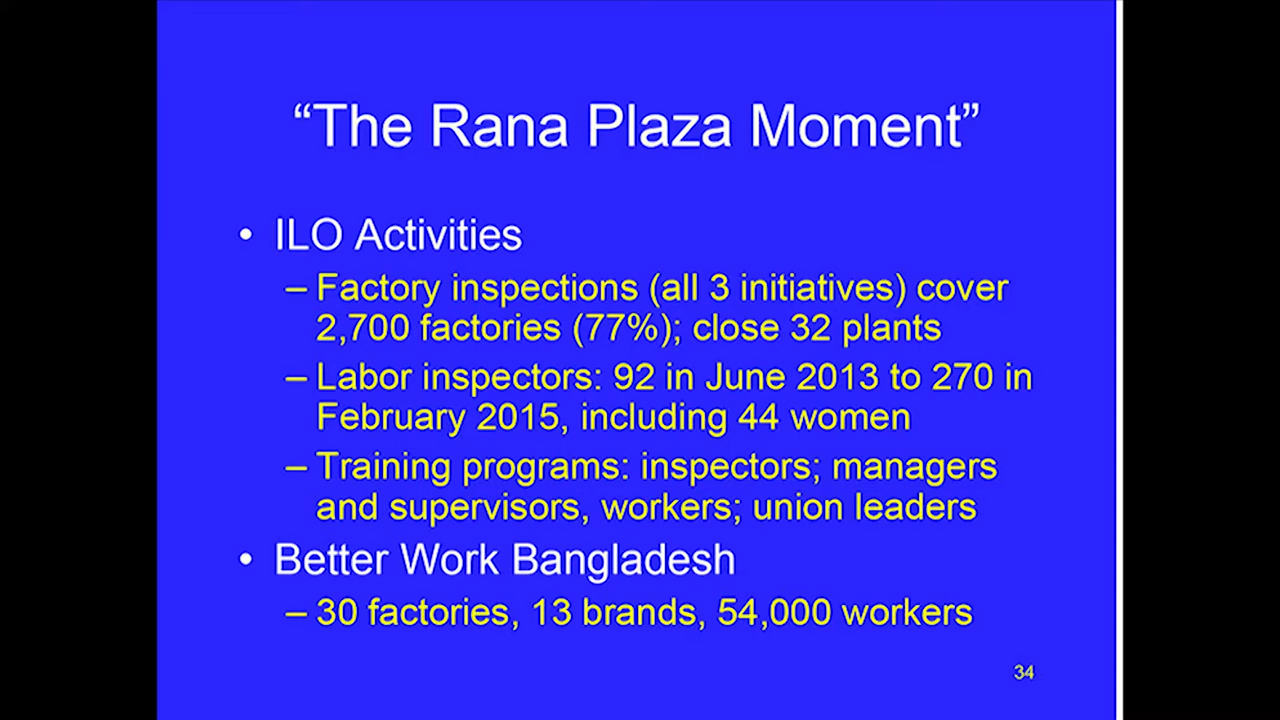 “The Rana Plaza Moment”
• ILO Activities
– Factory inspections (all 3 initiatives) cover
2,700 factories (77%); close 32 plants
– Labor inspectors: 92 in June 2013 to 270 in
February 2015, including 44 women
– Training programs: inspectors; managers
and supervisors, workers; union leaders
• Better Work Bangladesh
– 30 factories, 13 brands, 54,000 workers
34